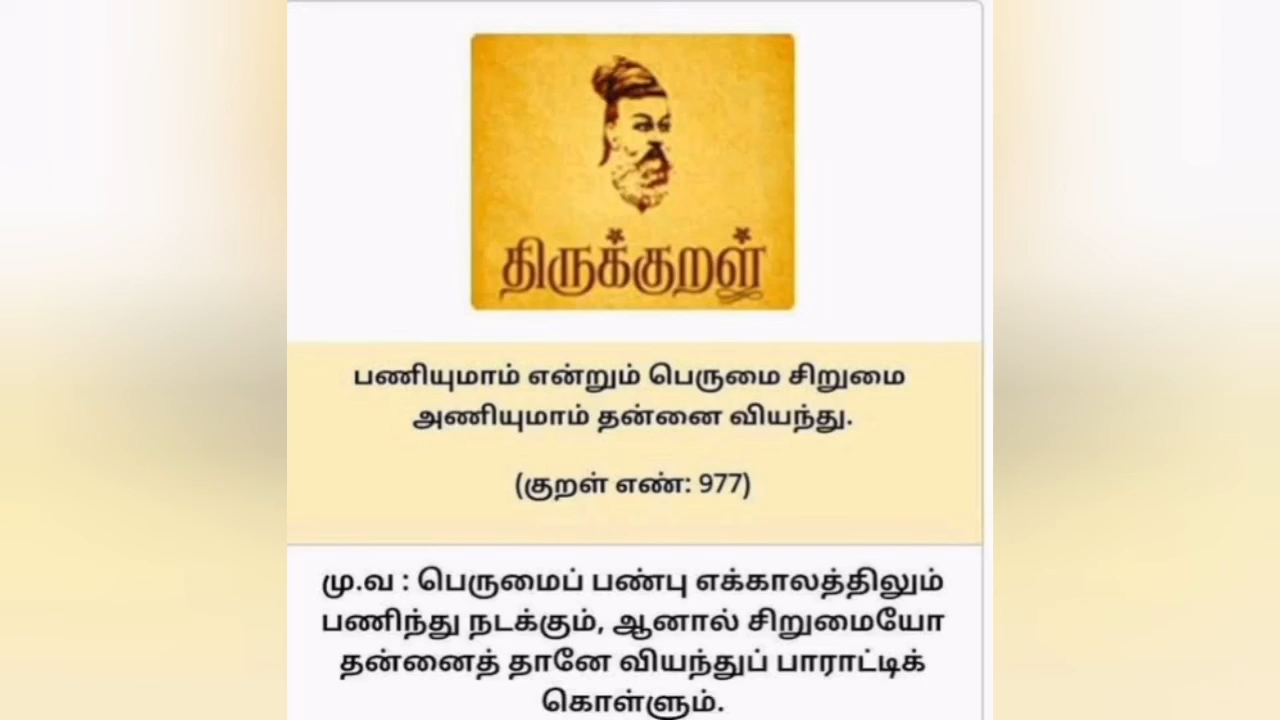 திருக்குறள்
பணியுமாம் என்றும் பெருமை சிறுமை
அணியுமாம் தன்னை வியந்து.
(குறள் எண்: 977)
மு.வ : பெருமைப் பண்பு எக்காலத்திலும்
பணிந்து நடக்கும், ஆனால் சிறுமையோ
தன்னைத் தானே வியந்துப் பாராட்டிக்
கொள்ளும்.